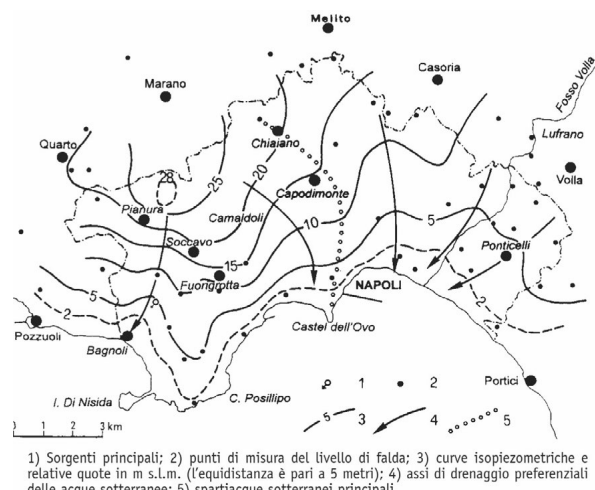 Melito
Casoria
Marano
Fosso Volla
Lufrano
Chiaiano
Quarto
Volla
28
25
20
Capodimonte
Pianura
Camaldoli
10
5
Soccavo
Ponticelli
15
Fuorigrotta
5
NAPOLI
2
2
Castel dell'Ovo
Pozzuoli
Bagnoli
Portici
I. Di Nisida
C. Posillipo
1
2
5
3
4
5
0 1 2 3 km
1) Sorgenti principali; 2) punti di misura del livello di falda; 3) curve isopiezometriche e
relative quote in m s.l.m. (l'equidistanza è pari a 5 metri); 4) assi di drenaggio preferenziali
delle acque sotterranee; 5) spartiacque sotterranei principali